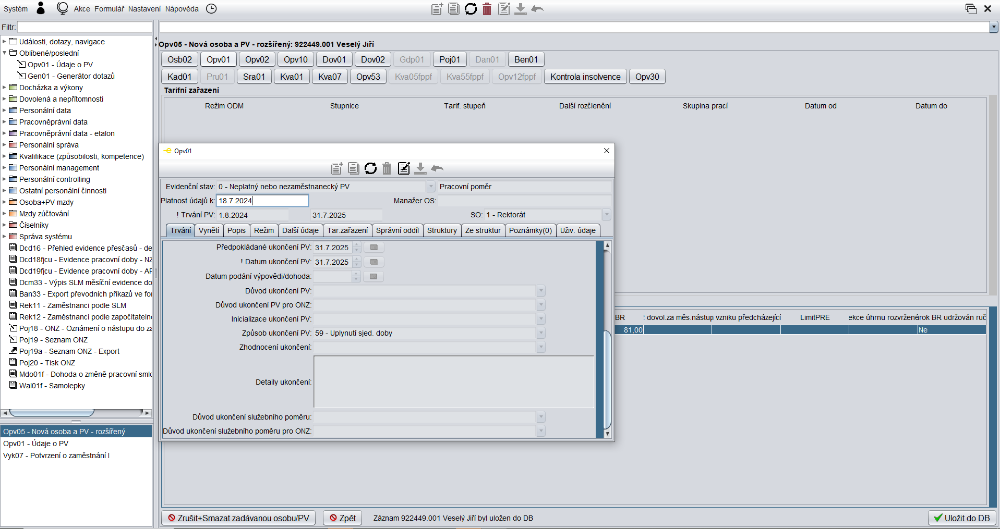 Systém Akce Formulář Nastavení Nápověda
Filtr:
Události, dotazy, navigace
Oblíbené/poslední
Opv01 - Údaje o PV
Gen01 - Generátor dotazů
Docházka a výkony
Dovolená a nepřítomnosti
Personální data
Pracovněprávní data
Pracovněprávní data - etalon
Personální správa
Kvalifikace (způsobilosti, kompetence)
Personální management
Personální controlling
Ostatní personální činnosti
Osoba+PV mzdy
Mzdy zúčtování
Číselníky
Správa systému
Dcd16 - Přehled evidence přesčasů - de
Dcd18fjcu - Evidence pracovní doby - NZ
Dcd19fjcu - Evidence pracovní doby - AF
Dcm33 - Výpis SLM měsíční evidence do
Ban33 - Export převodních příkazů ve for
Rek11 - Zaměstnanci podle SLM
Rek12 - Zaměstnanci podle započitatelne
Poj18 - ONZ - Oznámení o nástupu do za
Poj19 - Seznam ONZ
Poj19a - Seznam ONZ - Export
Poj20 - Tisk ONZ
Mdo01f - Dohoda o změně pracovní smlo
Wal01f - Samolepky
Opv05 - Nová osoba a PV - rozšířený
Opv01 - Údaje o PV
Vyk07 - Potvrzení o zaměstnání I
Opv05 - Nová osoba a PV - rozšířený: 922449.001 Veselý Jiří
Osb02 Opv01 Opv02 Opv10 Dov01 Dov02 Gdp01 Poj01 Dan01 Ben01
Kad01 Pru01 Sra01 Kva01 Kva07 Opv53 Kva05fppf Kva55fppf Opv12fppf Kontrola insolvence Opv30
Tarifní zařazení
Režim ODM Stupnice Tarif. stupeň Další rozčlenění Skupina prací Datum od Datum do
Opv01
Evidenční stav: 0 - Neplatný nebo nezaměstnanecký PV Pracovní poměr
Platnost údajů k: 18.7.2024 Manažer OS:
! Trvání PV: 1.8.2024 31.7.2025 SO: 1 - Rektorát
Trvání Vynětí Popis Režim Další údaje Tar.zařazení Správní oddíl Struktury Ze struktur Poznámky(0) Uživ. údaje
Předpokládané ukončení PV: 31.7.2025
! Datum ukončení PV: 31.7.2025
Datum podání výpovědi/dohoda:
Důvod ukončení PV:
Důvod ukončení PV pro ONZ:
Inicializace ukončení PV:
Způsob ukončení PV: 59 - Uplynutí sjed. doby
Zhodnocení ukončení:
Detaily ukončení:
Důvod ukončení služebního poměru:
Důvod ukončení služebního poměru pro ONZ:
BR dovol.za měs.nástup vzniku předcházející LimitPRE ekce úhrnu rozvržené rok BR udržován ruč
81,00 Ne
Zrušit+Smazat zadávanou osobu/PV Zpět Záznam 922449.001 Veselý Jiří byl uložen do DB Uložit do DB